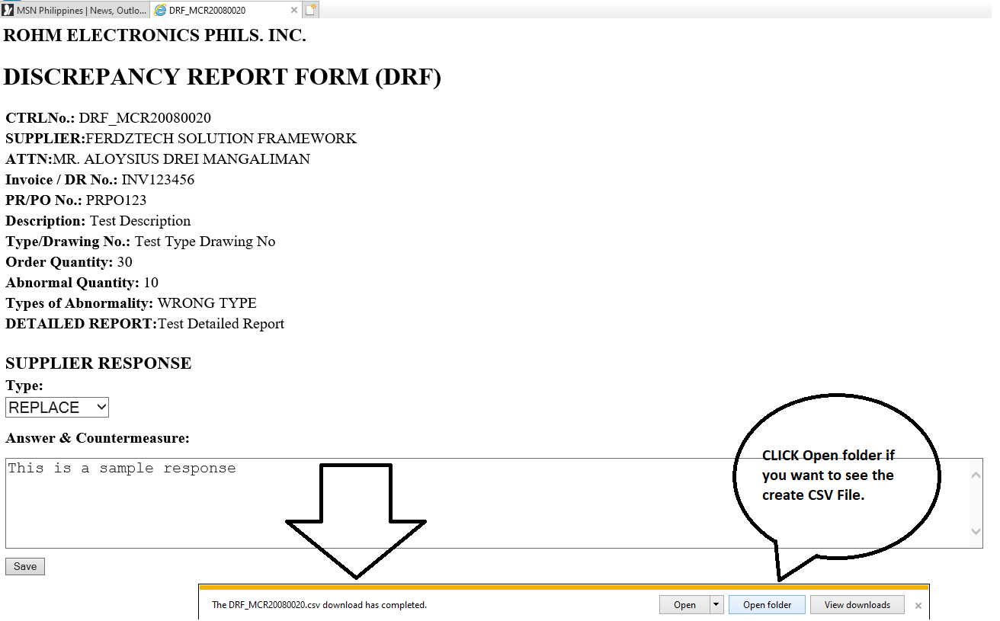 MSN Philippines | News, Outlo...
DRF_MCR20080020
ROHM ELECTRONICS PHILS. INC.
DISCREPANCY REPORT FORM (DRF)
CTRLNo.: DRF_MCR20080020
SUPPLIER:FERDZTECH SOLUTION FRAMEWORK
ATTN:MR. ALOYSIUS DREI MANGALIMAN
Invoice / DR No.: INV123456
PR/PO No.: PRPO123
Description: Test Description
Type/Drawing No.: Test Type Drawing No
Order Quantity: 30
Abnormal Quantity: 10
Types of Abnormality: WRONG TYPE
DETAILED REPORT:Test Detailed Report
SUPPLIER RESPONSE
Type:
REPLACE
Answer & Countermeasure:
This is a sample response
CLICK Open folder if
you want to see the
create CSV File.
Save
The DRF_MCR20080020.csv download has completed.
Open
Open folder
View downloads